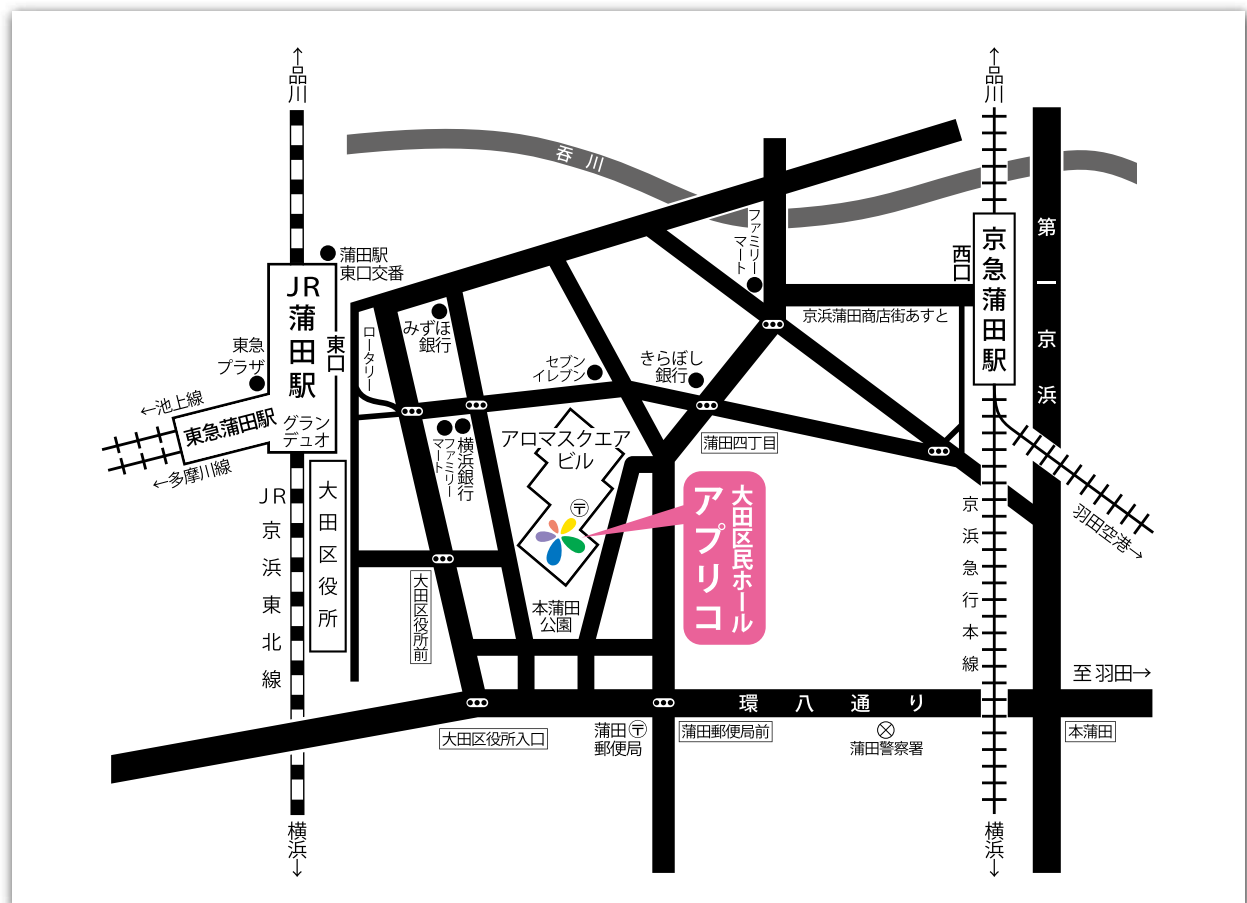 ↑品川
↑品川
呑川
第一京浜
ファミリー
マート
京急蒲田駅
西口
蒲田駅
東口交番
JR蒲田駅
東口
ロータリー
みずほ
銀行
京浜蒲田商店街あすと
東急
プラザ
セブン
イレブン
きらぼし
銀行
←池上線
東急蒲田駅
←多摩川線
グラン
デュオ
ファミリー
マート
横浜銀行
アロマスクエア
ビル
蒲田四丁目
〒
大田区民ホール
アプリコ
大田区役所
JR京浜東北線
京浜急行本線
羽田空港→
大田区役所前
本蒲田
公園
至 羽田→
環八通り
大田区役所入口
蒲田〒
郵便局
蒲田郵便局前
蒲田警察署
本蒲田
横浜→
横浜→